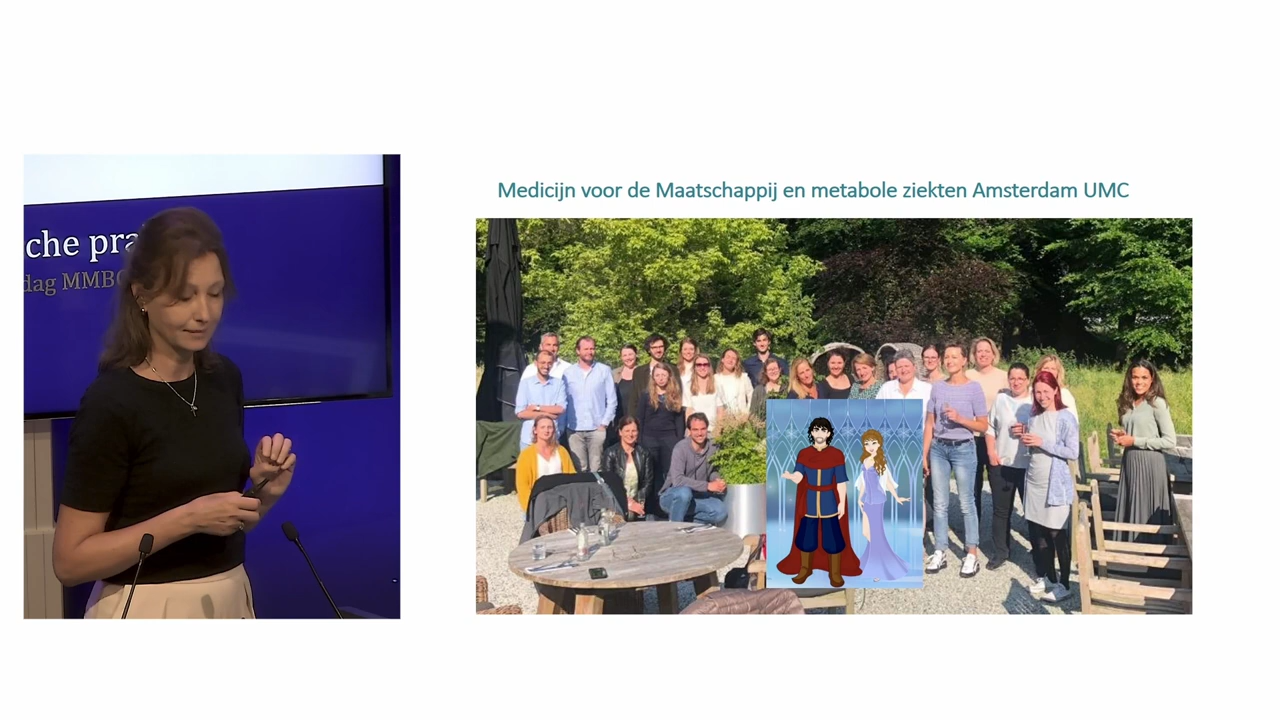 Medicijn voor de Maatschappij en metabole ziekten Amsterdam UMC
che pra
dag MMBC